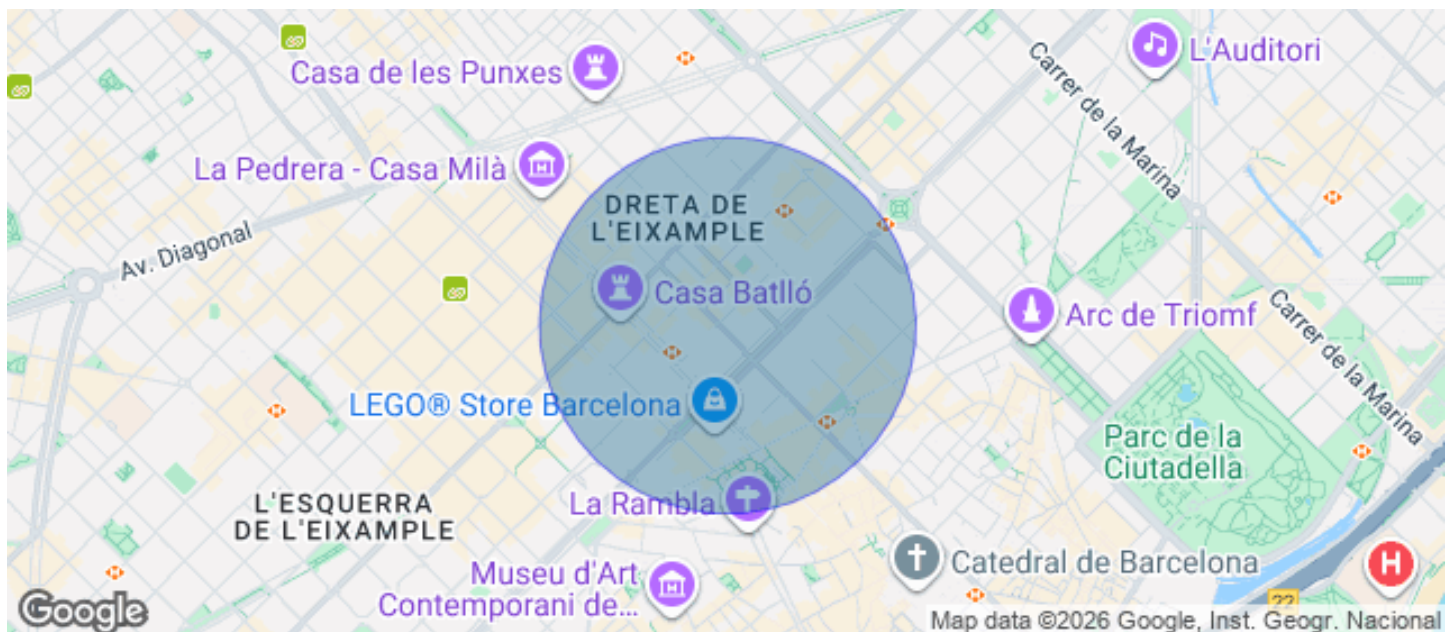 L'Auditori
Casa de les Punxes
Carrer de la Marina
La Pedrera - Casa Milà
DRETA DE
L'EIXAMPLE
Av. Diagonal
Casa Batlló
Arc de Triomf
Carrer de la Marina
LEGO® Store Barcelona
Parc de la
Ciutadella
L'ESQUERRA
DE L'EIXAMPLE
La Rambla
Catedral de Barcelona
H
Museu d'Art
Contemporani de...
22
Google
Map data ©2026 Google, Inst. Geogr. Nacional